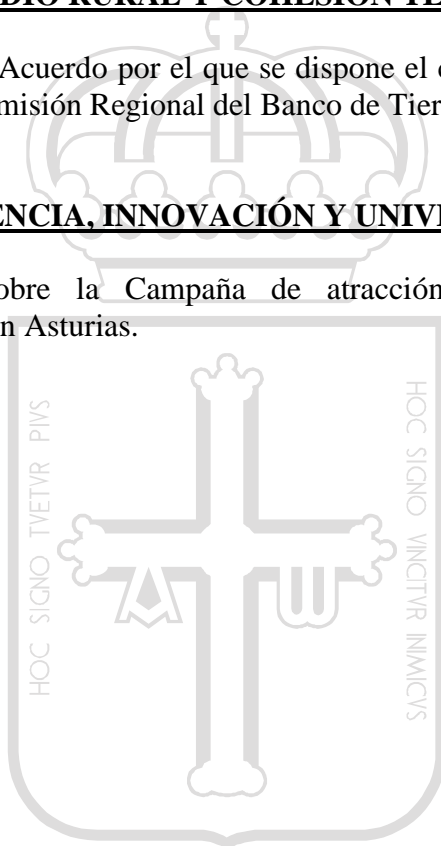 DIO RURAL Y COHESIÓN TE
Acuerdo por el que se dispone el
misión Regional del Banco de Tier
ENCIA, INNOVACIÓN Y UNIVE
obre la Campaña de atracción
n Asturias.
HOC SIGNO TVETVR PIVS
HOC SIGNO VINCITVR INIMICVS